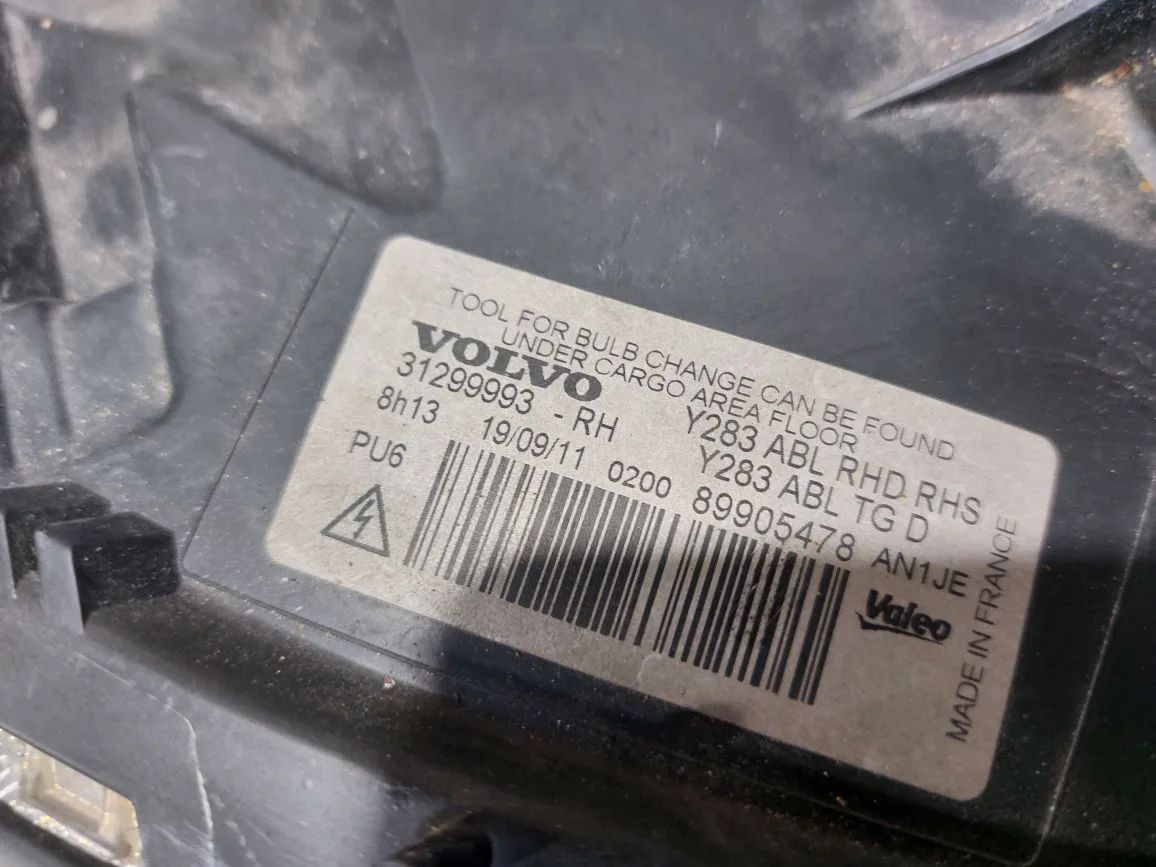 TOOL FOR BULB CHANGE CAN BE FOUND
UNDER CARGO AREA FLOOR
VOLVO
31299993 - RH Y283 ABL RHD RHS
8h13 19/09/11 Y283 ABL TG D
PU6 0200 89905478 AN1JE
Valeo
MADE IN FRANCE